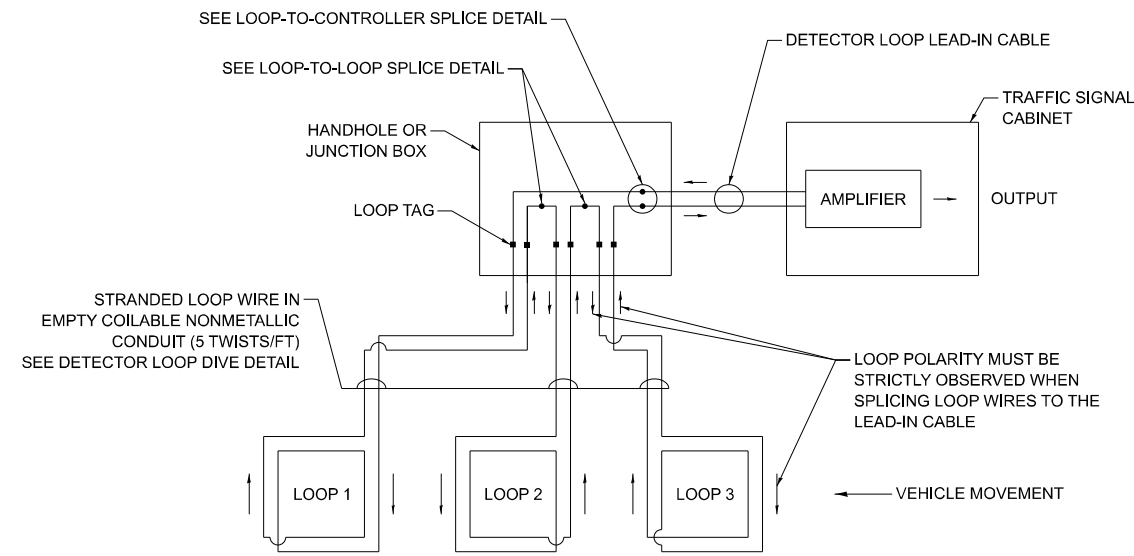 SEE LOOP-TO-CONTROLLER SPLICE DETAIL
DETECTOR LOOP LEAD-IN CABLE
SEE LOOP-TO-LOOP SPLICE DETAIL
TRAFFIC SIGNAL
CABINET
HANDHOLE OR
JUNCTION BOX
LOOP TAG
AMPLIFIER
OUTPUT
STRANDED LOOP WIRE IN
EMPTY COILABLE NONMETALLIC
CONDUIT (5 TWISTS/FT)
SEE DETECTOR LOOP DIVE DETAIL
LOOP POLARITY MUST BE
STRICTLY OBSERVED WHEN
SPLICING LOOP WIRES TO THE
LEAD-IN CABLE
LOOP 1
LOOP 2
LOOP 3
VEHICLE MOVEMENT